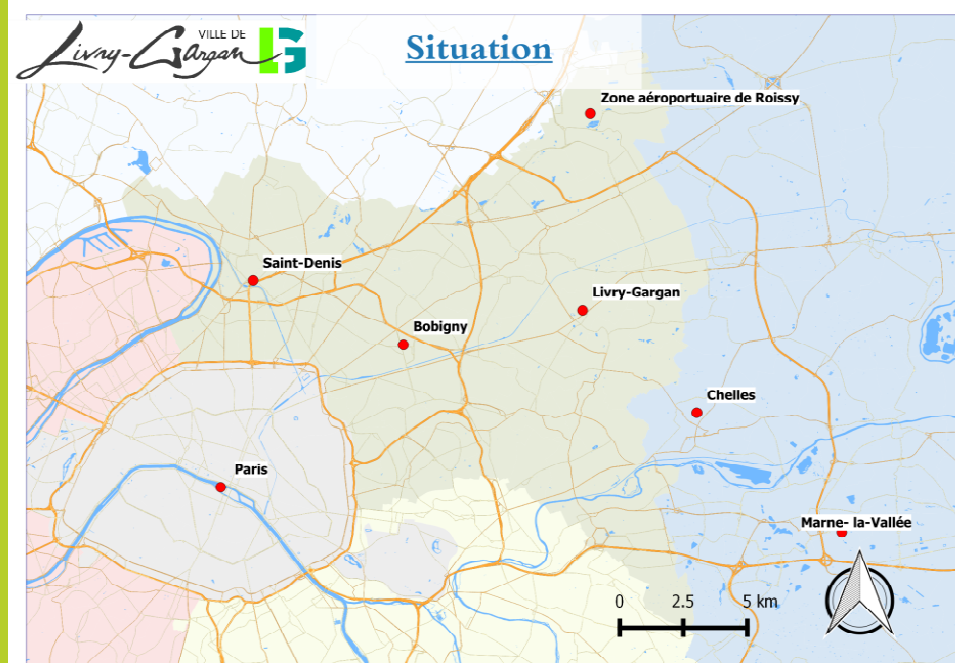 Livry-Gargan
VILLE DE
LG
Situation
Zone aéroportuaire de Roissy
Saint-Denis
Livry-Gargan
Bobigny
Chelles
Paris
Marne- la-Vallée
0 2.5 5 km